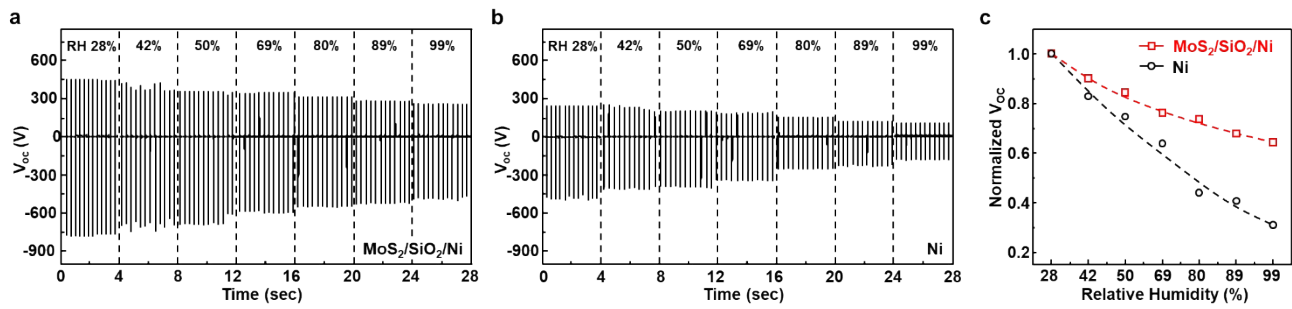 a
RH 28% 42% 50% 69% 80% 89% 99%
600
300
0
-300
-600
-900
V_OC (V)
MoS₂/SiO₂/Ni
0 4 8 12 16 20 24 28
Time (sec)
b
RH 28% 42% 50% 69% 80% 89% 99%
600
300
0
-300
-600
-900
V_OC (V)
Ni
0 4 8 12 16 20 24 28
Time (sec)
c
MoS₂/SiO₂/Ni
Ni
1.0
0.8
0.6
0.4
0.2
Normalized V_OC
28 42 50 69 80 89 99
Relative Humidity (%)